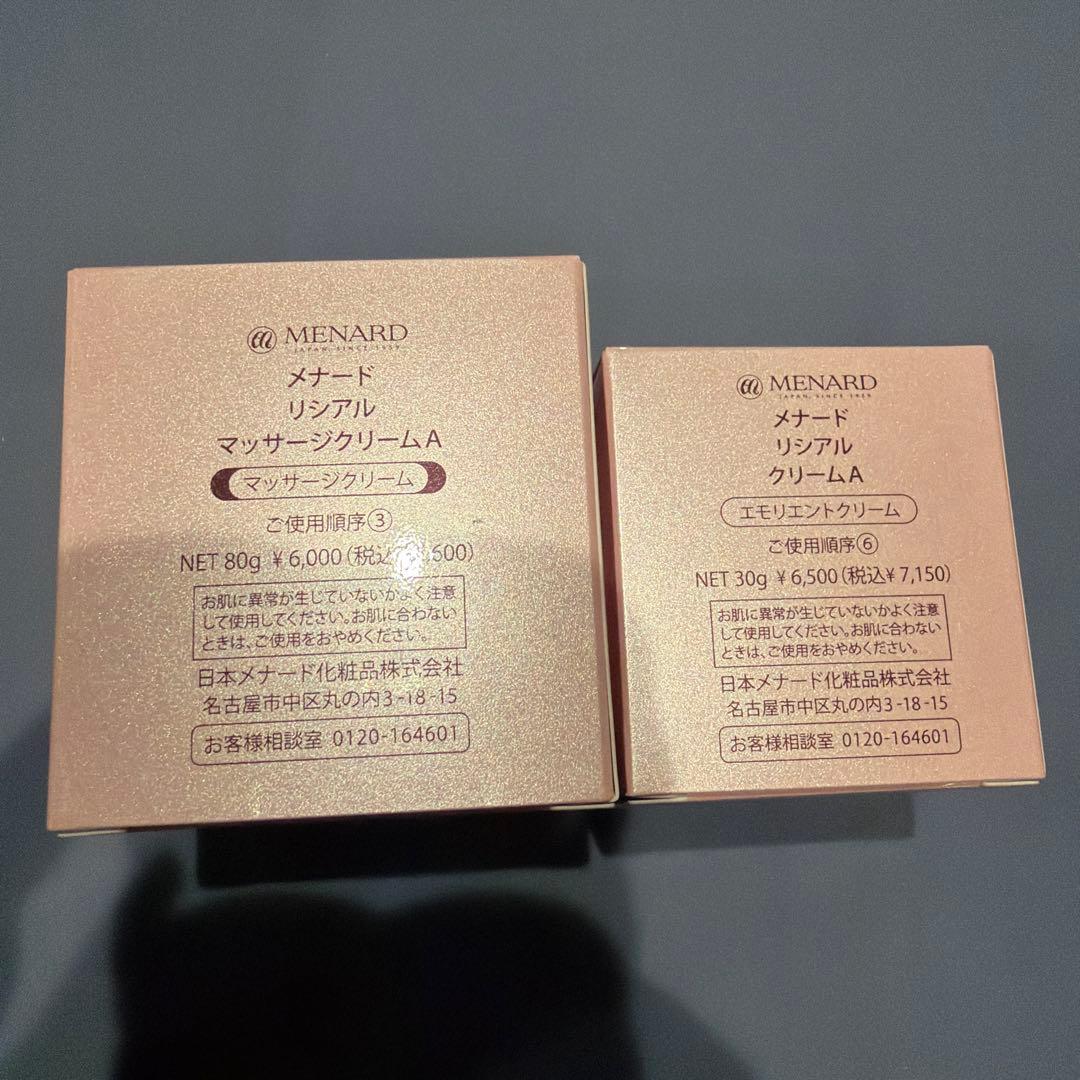 MENARD
JAPAN, SINCE 1959
メナード
リシアル
マッサージクリームA
マッサージクリーム
ご使用順序③
NET 80g ¥6,000(税込 ,600)
お肌に異常が生じていないかよく注意
して使用してください。お肌に合わない
ときは、ご使用をおやめください。
日本メナード化粧品株式会社
名古屋市中区丸の内3-18-15
お客様相談室 0120-164601
MENARD
JAPAN, SINCE 1959
メナード
リシアル
クリームA
エモリエントクリーム
ご使用順序⑥
NET 30g ¥6,500(税込¥7,150)
お肌に異常が生じていないかよく注意
して使用してください。お肌に合わない
ときは、ご使用をおやめください。
日本メナード化粧品株式会社
名古屋市中区丸の内3-18-15
お客様相談室 0120-164601